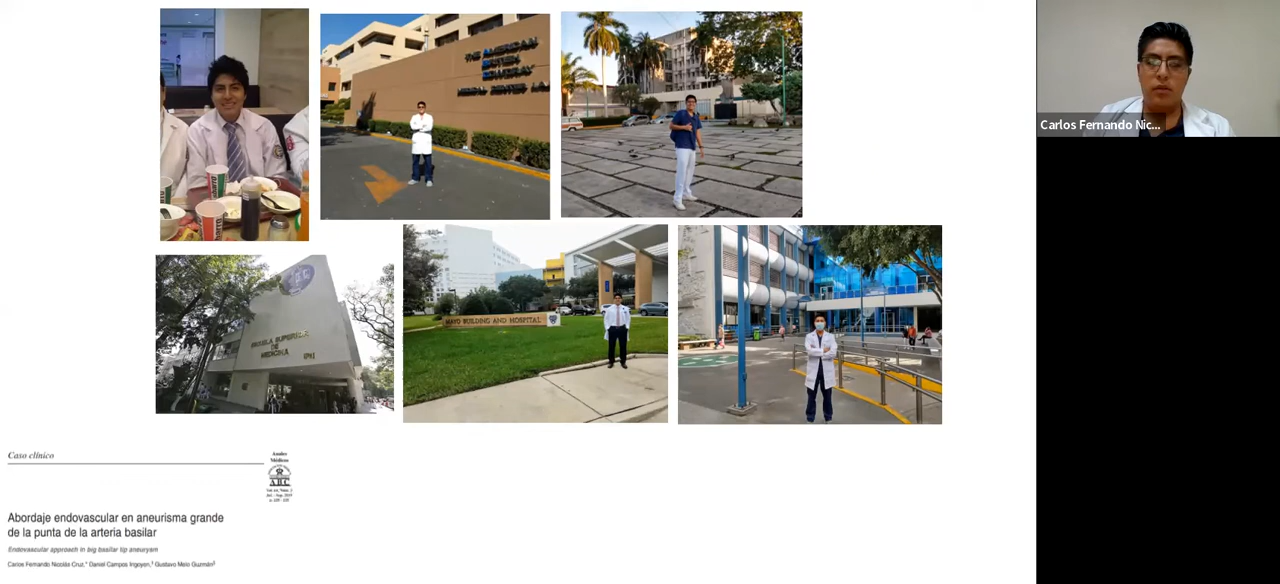 THE AMERICAN
BRITISH
COWDRAY
MEDICAL CENTER I.A.P.
ESCUELA SUPERIOR
DE
MEDICINA
MAYO BUILDING AND HOSPITAL
Carlos Fernando Nic...
Caso clínico
Anales
Médicos
A B C
Abordaje endovascular en aneurisma grande
de la punta de la arteria basilar
Endovascular approach in big basilar tip aneurysm
Carlos Fernando Nicolás Cruz,* Daniel Campos Ingoyen,‡ Gustavo Melo Guzmán§